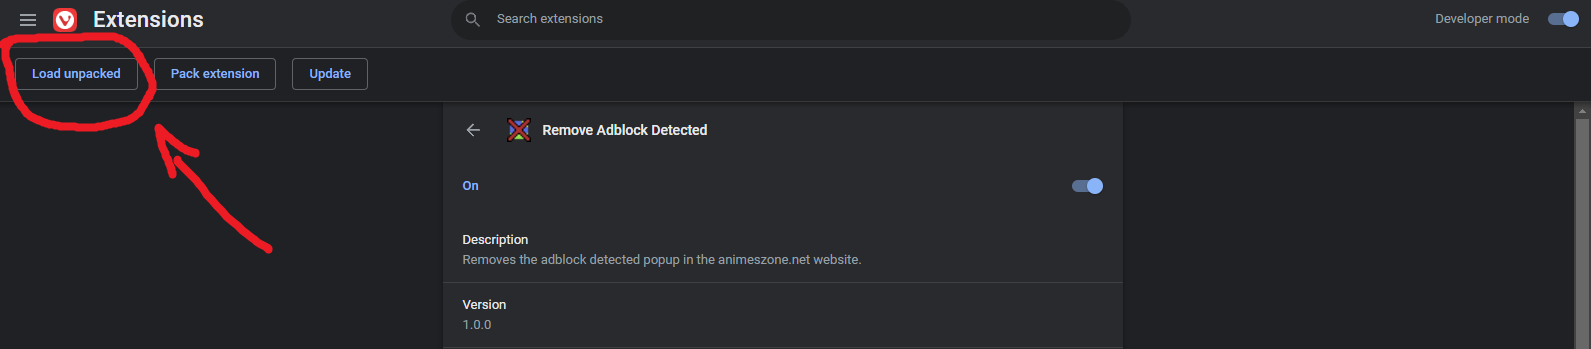 Extensions
Search extensions
Developer mode
Load unpacked
Pack extension
Update
Remove Adblock Detected
On
Description
Removes the adblock detected popup in the animeszone.net website.
Version
1.0.0